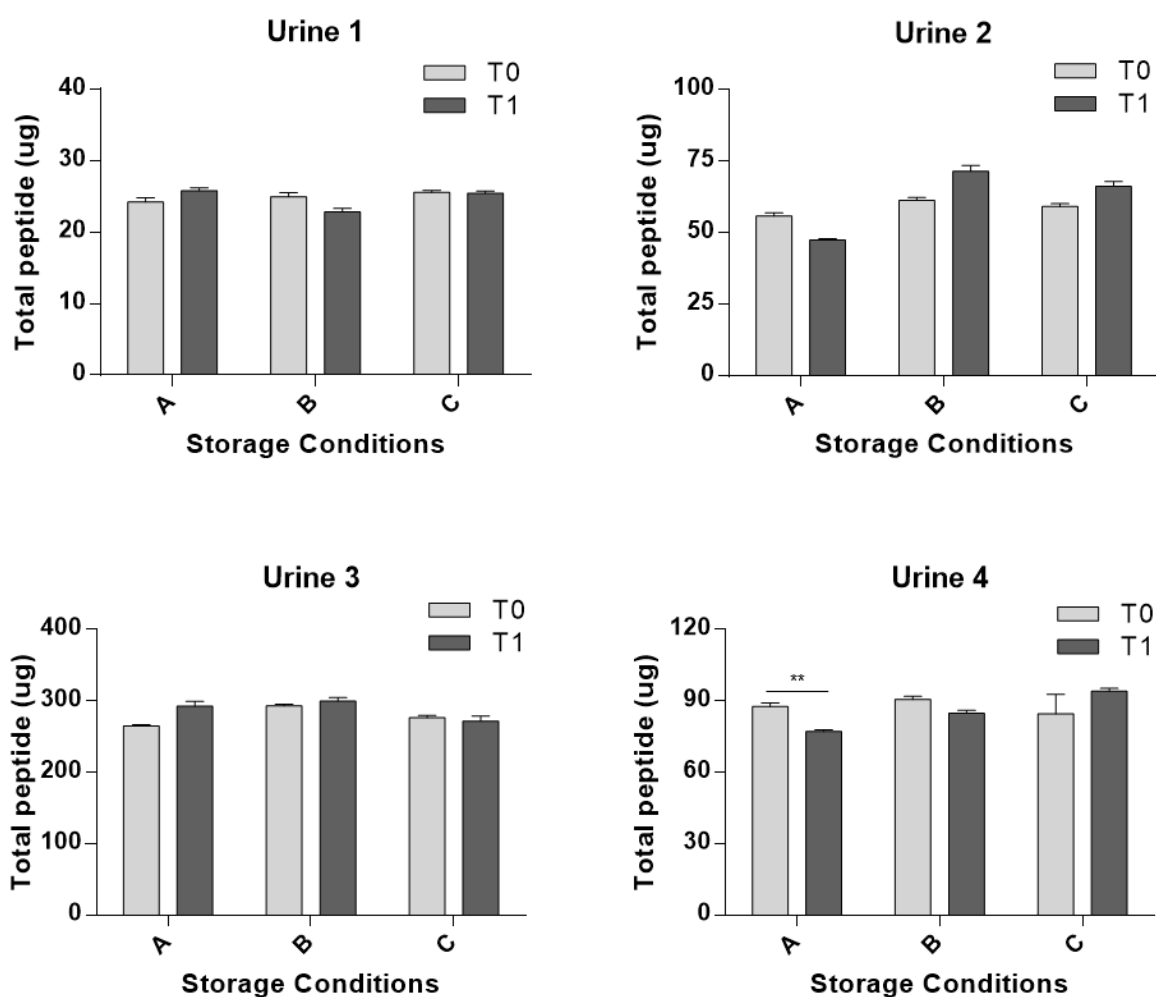 Urine 1
T0
T1
Total peptide (ug)
40
30
20
10
0
A
B
C
Storage Conditions
Urine 2
T0
T1
Total peptide (ug)
100
75
50
25
0
A
B
C
Storage Conditions
Urine 3
T0
T1
Total peptide (ug)
400
300
200
100
0
A
B
C
Storage Conditions
Urine 4
T0
T1
Total peptide (ug)
120
90
60
30
0
**
A
B
C
Storage Conditions